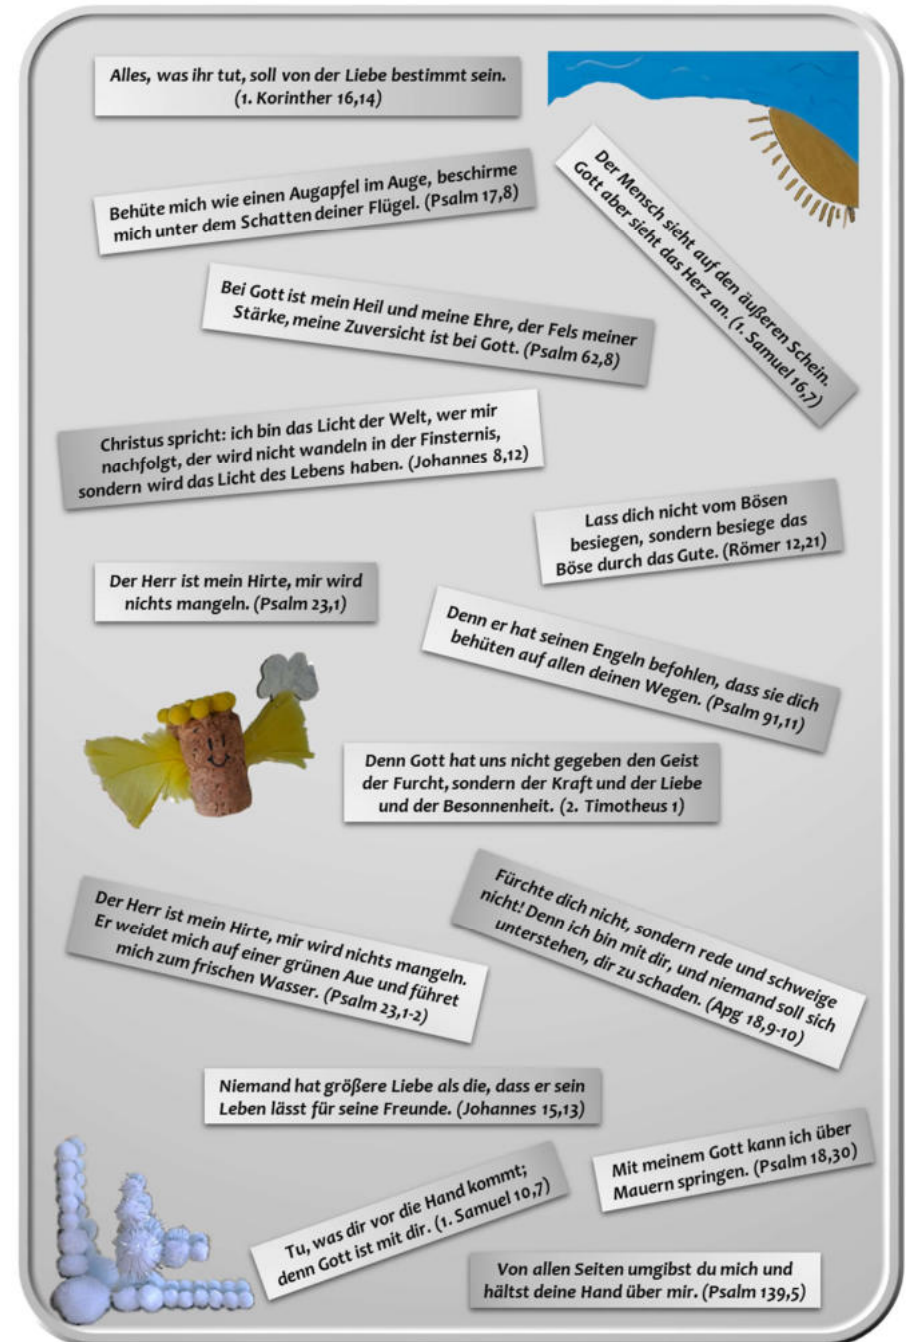 Alles, was ihr tut, soll von der Liebe bestimmt sein.
(1. Korinther 16,14)
Behüte mich wie einen Augapfel im Auge, beschirme
mich unter dem Schatten deiner Flügel. (Psalm 17,8)
Der Mensch sieht auf den äußeren Schein.
Gott aber sieht das Herz an. (1. Samuel 16,7)
Bei Gott ist mein Heil und meine Ehre, der Fels meiner
Stärke, meine Zuversicht ist bei Gott. (Psalm 62,8)
Christus spricht: ich bin das Licht der Welt, wer mir
nachfolgt, der wird nicht wandeln in der Finsternis,
sondern wird das Licht des Lebens haben. (Johannes 8,12)
Lass dich nicht vom Bösen
besiegen, sondern besiege das
Böse durch das Gute. (Römer 12,21)
Der Herr ist mein Hirte, mir wird
nichts mangeln. (Psalm 23,1)
Denn er hat seinen Engeln befohlen, dass sie dich
behüten auf allen deinen Wegen. (Psalm 91,11)
Denn Gott hat uns nicht gegeben den Geist
der Furcht, sondern der Kraft und der Liebe
und der Besonnenheit. (2. Timotheus 1)
Der Herr ist mein Hirte, mir wird nichts mangeln.
Er weidet mich auf einer grünen Aue und führet
mich zum frischen Wasser. (Psalm 23,1-2)
Fürchte dich nicht, sondern rede und schweige
nicht! Denn ich bin mit dir, und niemand soll sich
unterstehen, dir zu schaden. (Apg 18,9-10)
Niemand hat größere Liebe als die, dass er sein
Leben lässt für seine Freunde. (Johannes 15,13)
Mit meinem Gott kann ich über
Mauern springen. (Psalm 18,30)
Tu, was dir vor die Hand kommt;
denn Gott ist mit dir. (1. Samuel 10,7)
Von allen Seiten umgibst du mich und
hältst deine Hand über mir. (Psalm 139,5)